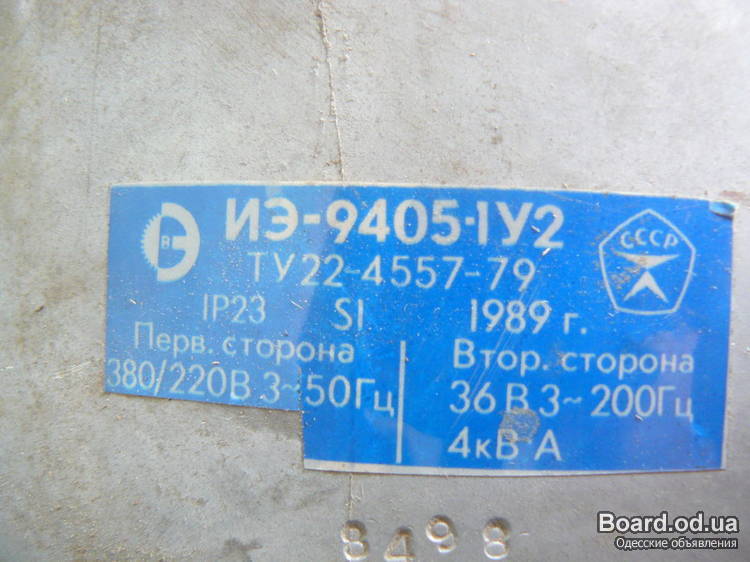 ИЭ-9405-1У2
В
СССР
ТУ22-4557-79
IP23 S1 1989 г.
Перв. сторона
380/220В 3~50Гц
Втор. сторона
36В 3~200Гц
4кВ А
8498
Board.od.ua
Одесские объявления